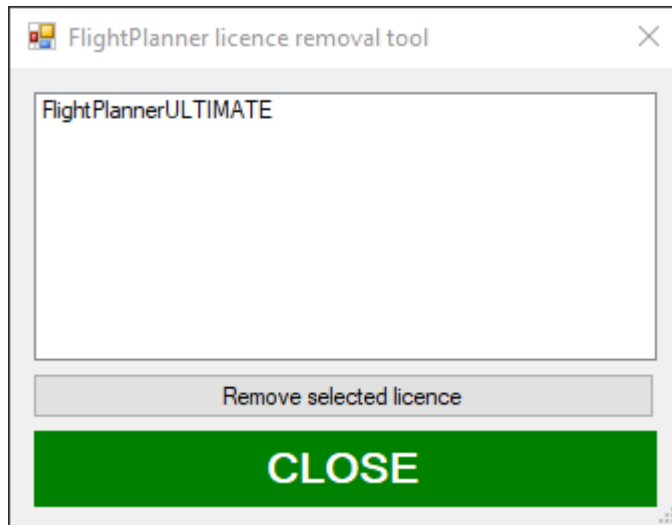 FlightPlanner licence removal tool
FlightPlannerULTIMATE
Remove selected licence
CLOSE